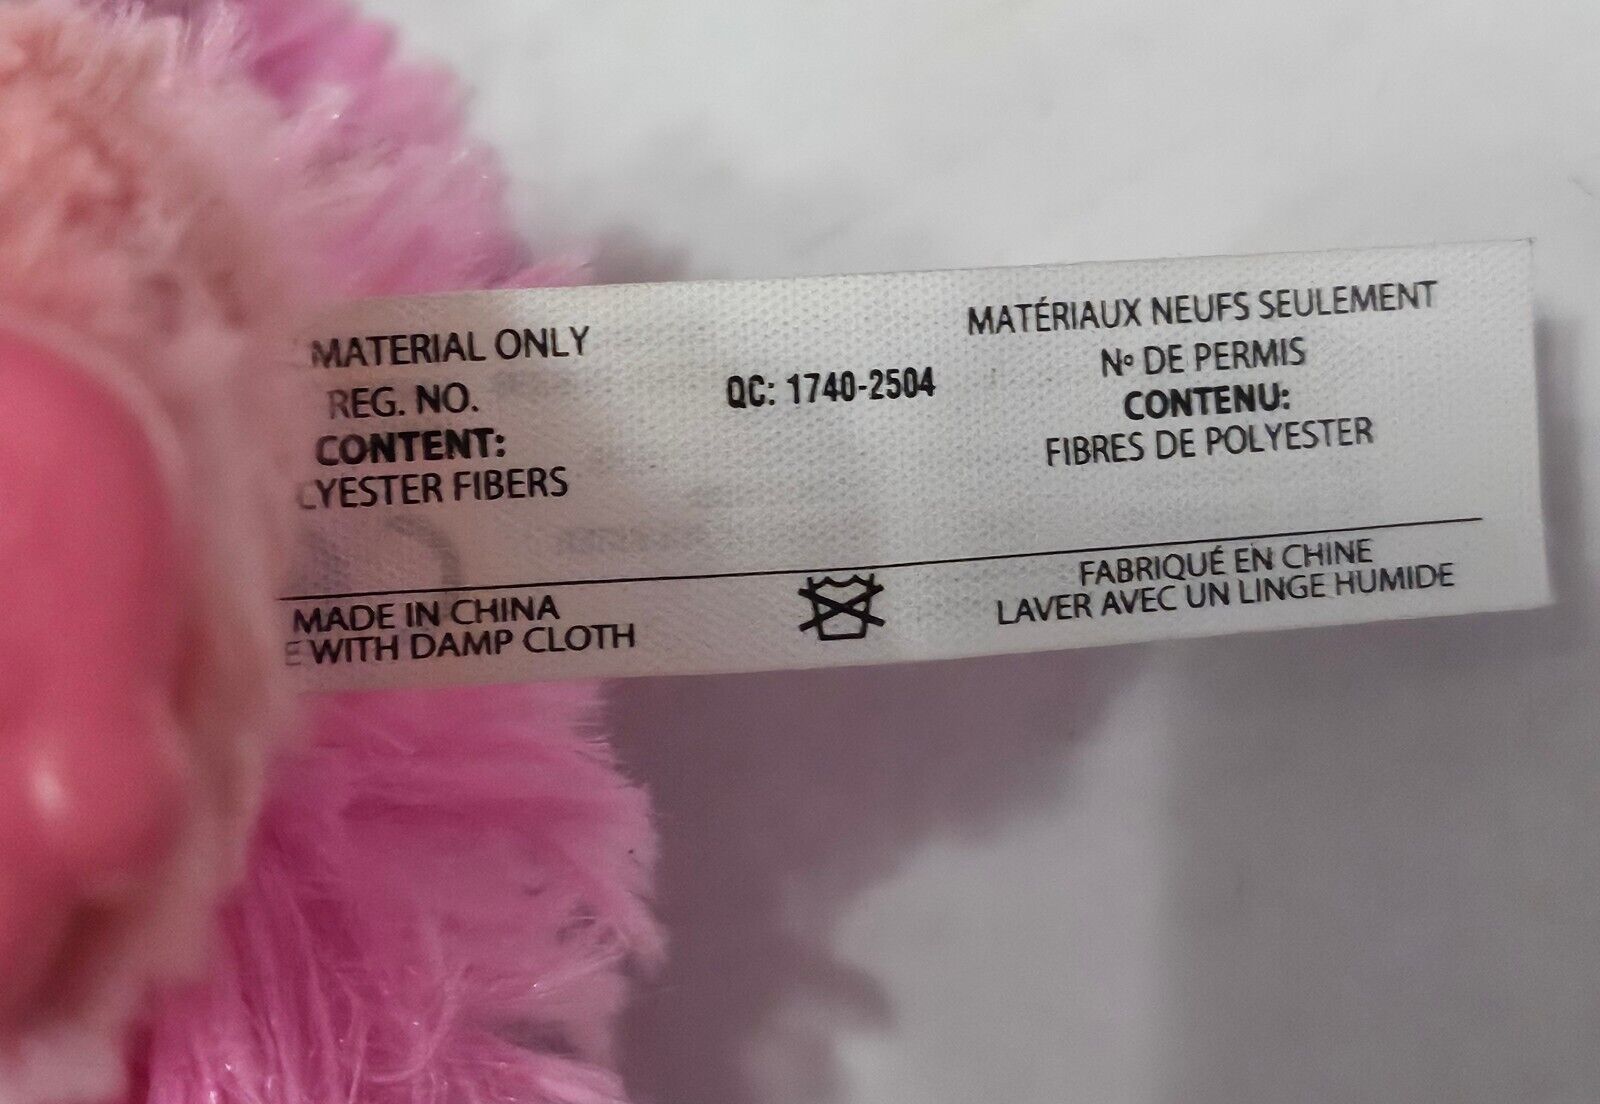 MATERIAL ONLY
REG. NO.
CONTENT:
LYESTER FIBERS
QC: 1740-2504
MATÉRIAUX NEUFS SEULEMENT
Nº DE PERMIS
CONTENU:
FIBRES DE POLYESTER
MADE IN CHINA
E WITH DAMP CLOTH
FABRIQUÉ EN CHINE
LAVER AVEC UN LINGE HUMIDE